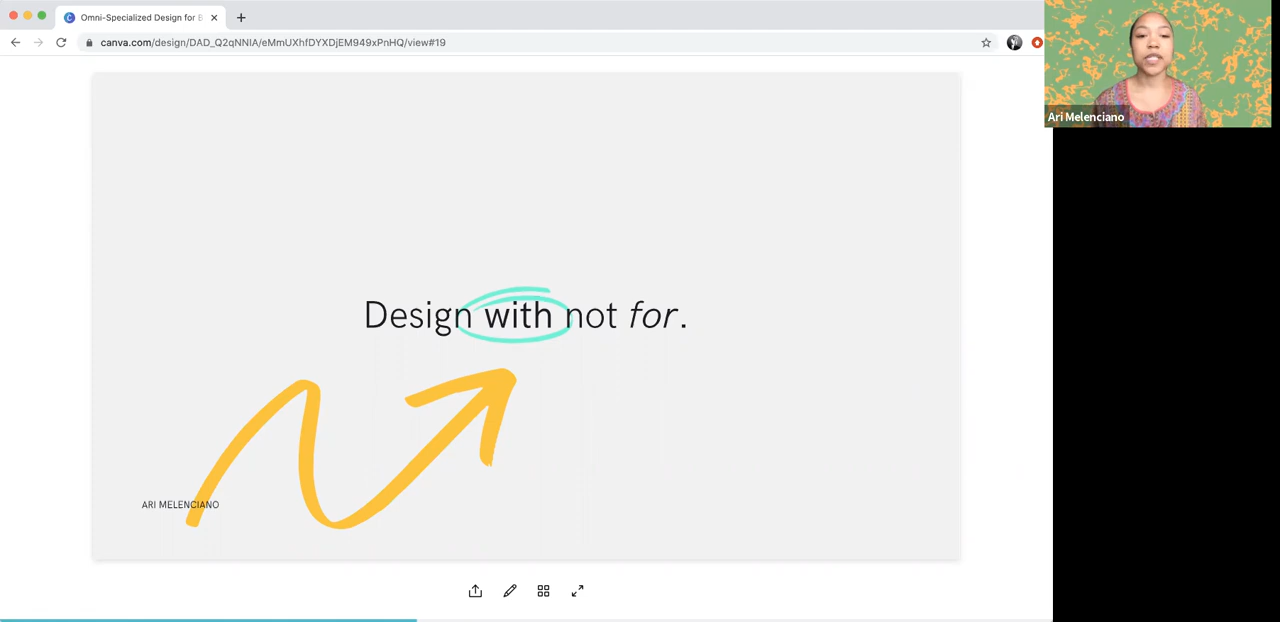 Omni-Specialized Design for B
canva.com/design/DAD_Q2qNNIA/eMmUXhfDYXDjEM949xPnHQ/view#19
Ari Melenciano
Design with not for.
ARI MELENCIANO